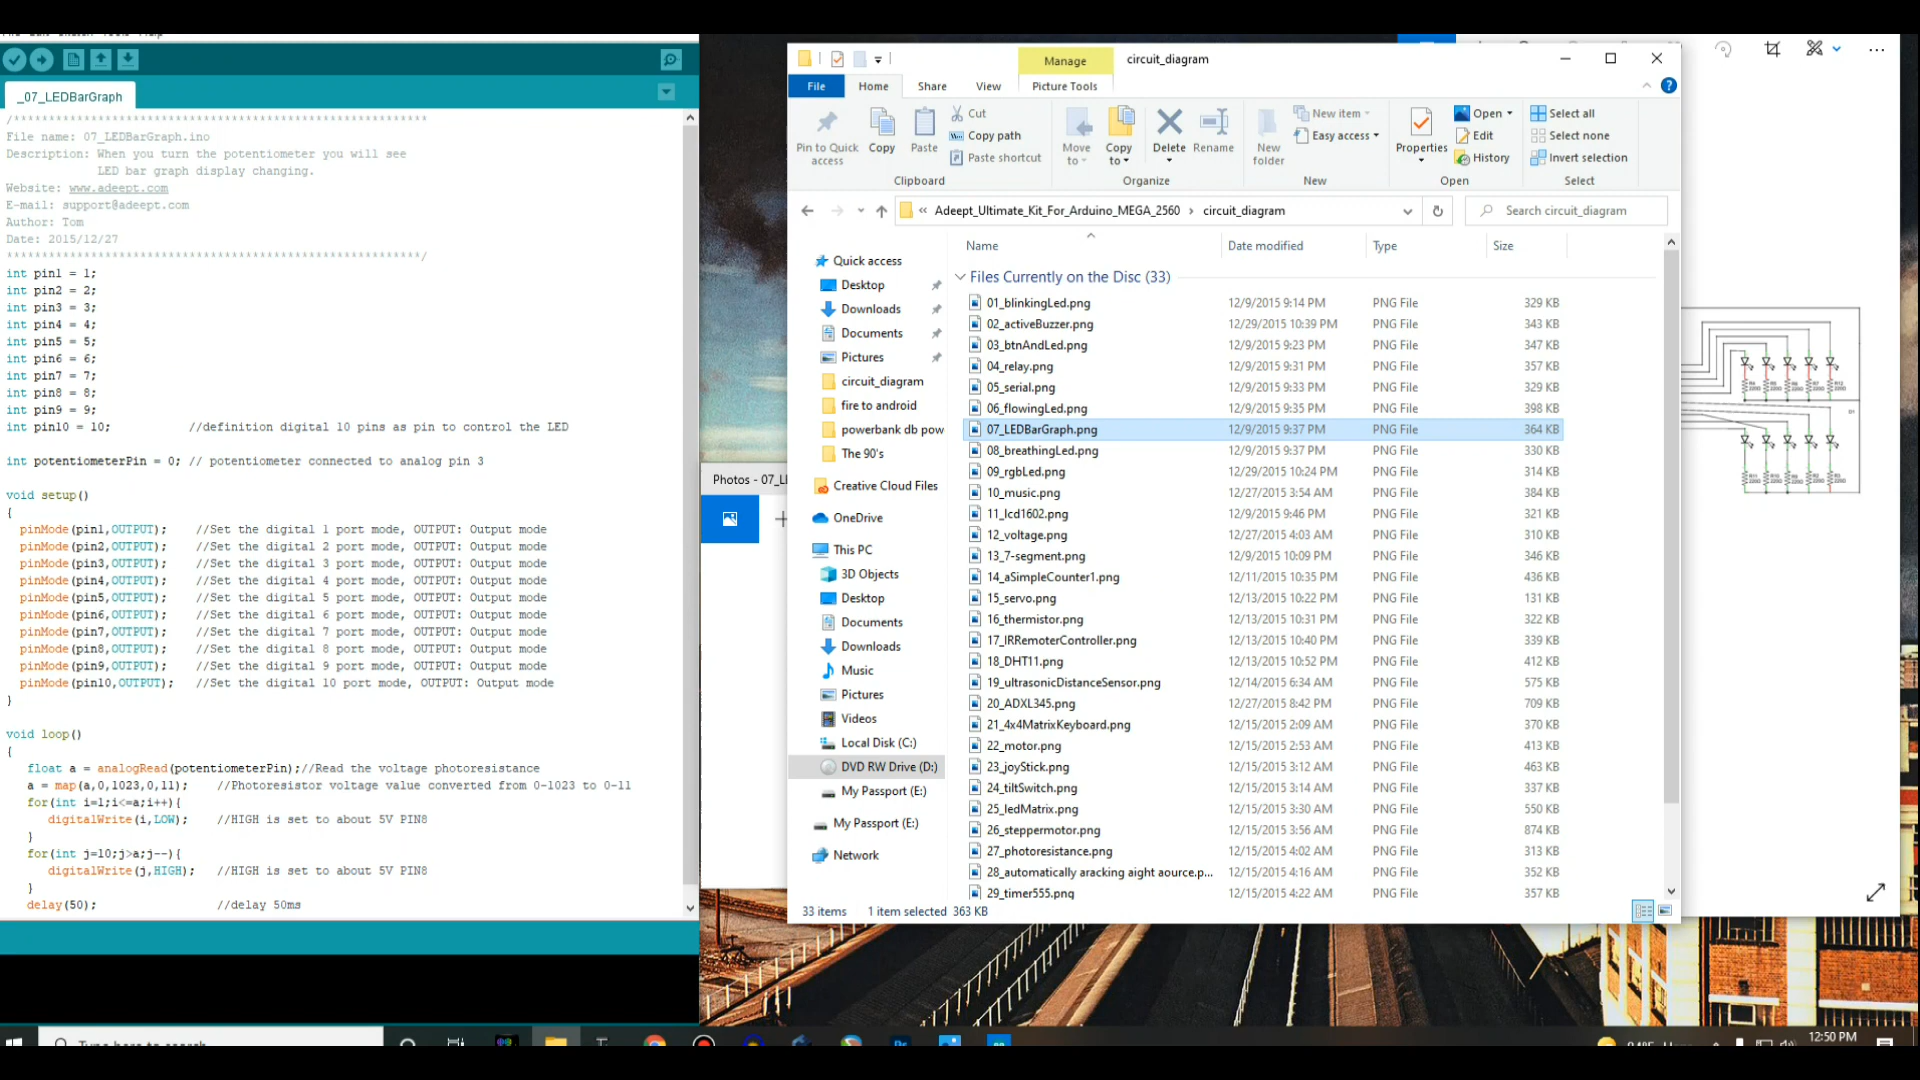 _07_LEDBarGraph
/***********************************************************
File name: 07_LEDBarGraph.ino
Description: When you turn the potentiometer you will see
LED bar graph display changing.
Website: www.adeept.com
E-mail: support@adeept.com
Author: Tom
Date: 2015/12/27
***********************************************************/
int pin1 = 1;
int pin2 = 2;
int pin3 = 3;
int pin4 = 4;
int pin5 = 5;
int pin6 = 6;
int pin7 = 7;
int pin8 = 8;
int pin9 = 9;
int pin10 = 10; //definition digital 10 pins as pin to control the LED
int potentiometerPin = 0; // potentiometer connected to analog pin 3
void setup()
{
pinMode(pin1,OUTPUT); //Set the digital 1 port mode, OUTPUT: Output mode
pinMode(pin2,OUTPUT); //Set the digital 2 port mode, OUTPUT: Output mode
pinMode(pin3,OUTPUT); //Set the digital 3 port mode, OUTPUT: Output mode
pinMode(pin4,OUTPUT); //Set the digital 4 port mode, OUTPUT: Output mode
pinMode(pin5,OUTPUT); //Set the digital 5 port mode, OUTPUT: Output mode
pinMode(pin6,OUTPUT); //Set the digital 6 port mode, OUTPUT: Output mode
pinMode(pin7,OUTPUT); //Set the digital 7 port mode, OUTPUT: Output mode
pinMode(pin8,OUTPUT); //Set the digital 8 port mode, OUTPUT: Output mode
pinMode(pin9,OUTPUT); //Set the digital 9 port mode, OUTPUT: Output mode
pinMode(pin10,OUTPUT); //Set the digital 10 port mode, OUTPUT: Output mode
}
void loop()
{
float a = analogRead(potentiometerPin);//Read the voltage photoresistance
a = map(a,0,1023,0,11); //Photoresistor voltage value converted from 0-1023 to 0-11
for(int i=1;i<=a;i++){
digitalWrite(i,LOW); //HIGH is set to about 5V PIN8
}
for(int j=10;j>a;j--){
digitalWrite(j,HIGH); //HIGH is set to about 5V PIN8
}
delay(50); //delay 50ms
Photos - 07_L
Manage circuit_diagram
File Home Share View Picture Tools
Pin to Quick access
Copy
Paste
Cut
Copy path
Paste shortcut
Clipboard
Move to
Copy to
Delete
Rename
Organize
New folder
New item
Easy access
New
Properties
Open
Edit
History
Open
Select all
Select none
Invert selection
Select
« Adeept_Ultimate_Kit_For_Arduino_MEGA_2560 > circuit_diagram
Search circuit_diagram
Quick access
Desktop
Downloads
Documents
Pictures
circuit_diagram
fire to android
powerbank db pow
The 90's
Creative Cloud Files
OneDrive
This PC
3D Objects
Desktop
Documents
Downloads
Music
Pictures
Videos
Local Disk (C:)
DVD RW Drive (D:)
My Passport (E:)
My Passport (E:)
Network
Name Date modified Type Size
Files Currently on the Disc (33)
01_blinkingLed.png 12/9/2015 9:14 PM PNG File 329 KB
02_activeBuzzer.png 12/29/2015 10:39 PM PNG File 343 KB
03_btnAndLed.png 12/9/2015 9:23 PM PNG File 347 KB
04_relay.png 12/9/2015 9:31 PM PNG File 357 KB
05_serial.png 12/9/2015 9:33 PM PNG File 329 KB
06_flowingLed.png 12/9/2015 9:35 PM PNG File 398 KB
07_LEDBarGraph.png 12/9/2015 9:37 PM PNG File 364 KB
08_breathingLed.png 12/9/2015 9:37 PM PNG File 330 KB
09_rgbLed.png 12/29/2015 10:24 PM PNG File 314 KB
10_music.png 12/27/2015 3:54 AM PNG File 384 KB
11_lcd1602.png 12/9/2015 9:46 PM PNG File 321 KB
12_voltage.png 12/27/2015 4:03 AM PNG File 310 KB
13_7-segment.png 12/9/2015 10:09 PM PNG File 346 KB
14_aSimpleCounter1.png 12/11/2015 10:35 PM PNG File 436 KB
15_servo.png 12/13/2015 10:22 PM PNG File 131 KB
16_thermistor.png 12/13/2015 10:31 PM PNG File 322 KB
17_IRRemoterController.png 12/13/2015 10:40 PM PNG File 339 KB
18_DHT11.png 12/13/2015 10:52 PM PNG File 412 KB
19_ultrasonicDistanceSensor.png 12/14/2015 6:34 AM PNG File 575 KB
20_ADXL345.png 12/27/2015 8:42 PM PNG File 709 KB
21_4x4MatrixKeyboard.png 12/15/2015 2:09 AM PNG File 370 KB
22_motor.png 12/15/2015 2:53 AM PNG File 413 KB
23_joyStick.png 12/15/2015 3:12 AM PNG File 463 KB
24_tiltSwitch.png 12/15/2015 3:14 AM PNG File 337 KB
25_ledMatrix.png 12/15/2015 3:30 AM PNG File 550 KB
26_steppermotor.png 12/15/2015 3:56 AM PNG File 874 KB
27_photoresistance.png 12/15/2015 4:02 AM PNG File 313 KB
28_automatically aracking aight aource.p... 12/15/2015 4:16 AM PNG File 352 KB
29_timer555.png 12/15/2015 4:22 AM PNG File 357 KB
33 items 1 item selected 363 KB
12:50 PM